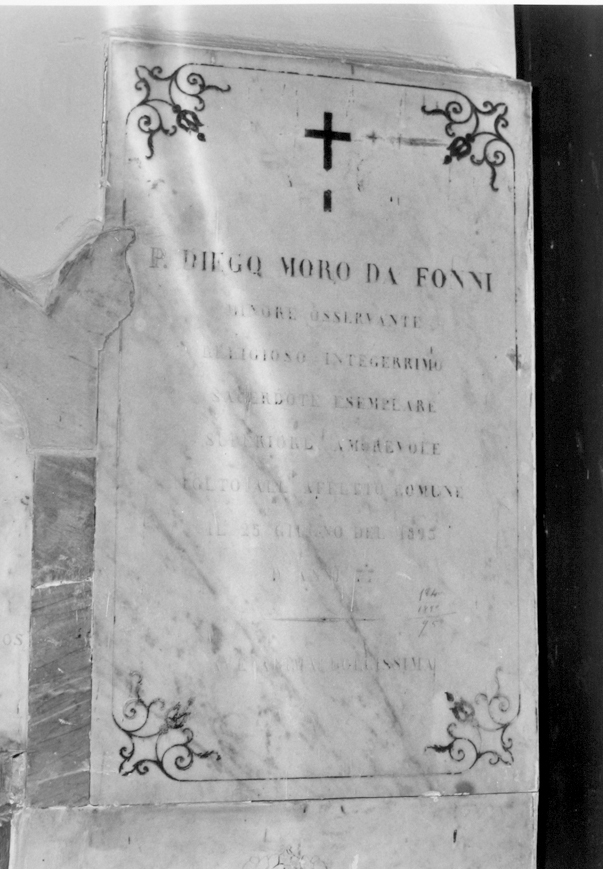 P. DIEGO MORO DA FONNI
MINORE OSSERVANTE
RELIGIOSO INTEGERRIMO
SACERDOTE ESEMPLARE
SUPERIORE AMOREVOLE
TOLTO ALL' AFFETTO COMUNE
IL 25 GIUGNO DEL 1895